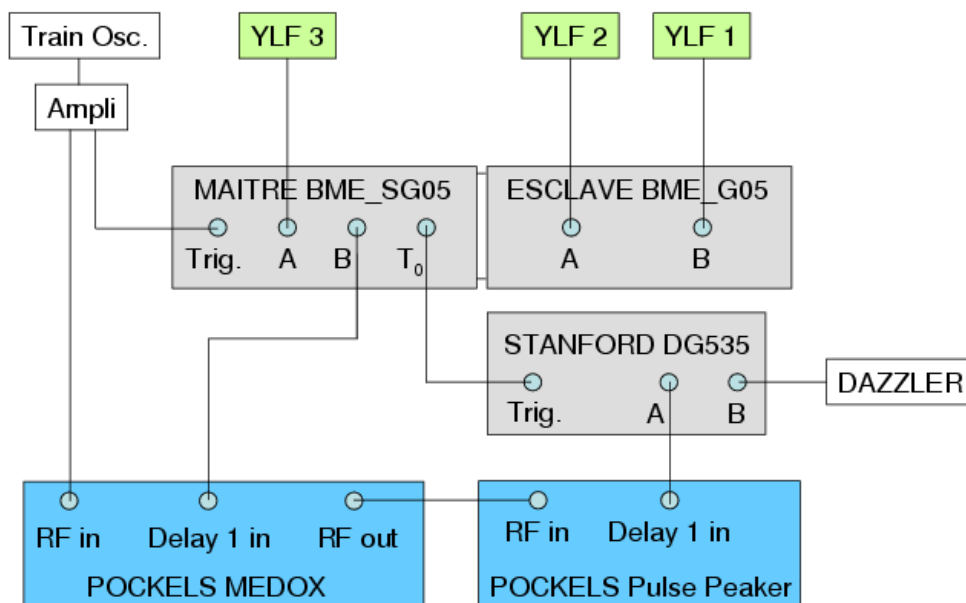 Train Osc.
YLF 3
YLF 2
YLF 1
Ampli
MAITRE BME_SG05
ESCLAVE BME_G05
Trig.
A
B
T₀
A
B
STANFORD DG535
Trig.
A
B
DAZZLER
RF in
Delay 1 in
RF out
POCKELS MEDOX
RF in
Delay 1 in
POCKELS Pulse Peaker